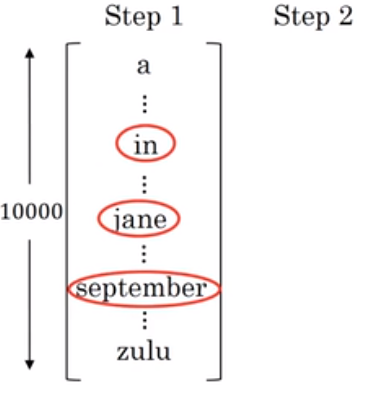 Step 1 Step 2
a
⋮
in
⋮
jane
10000
⋮
september
⋮
zulu